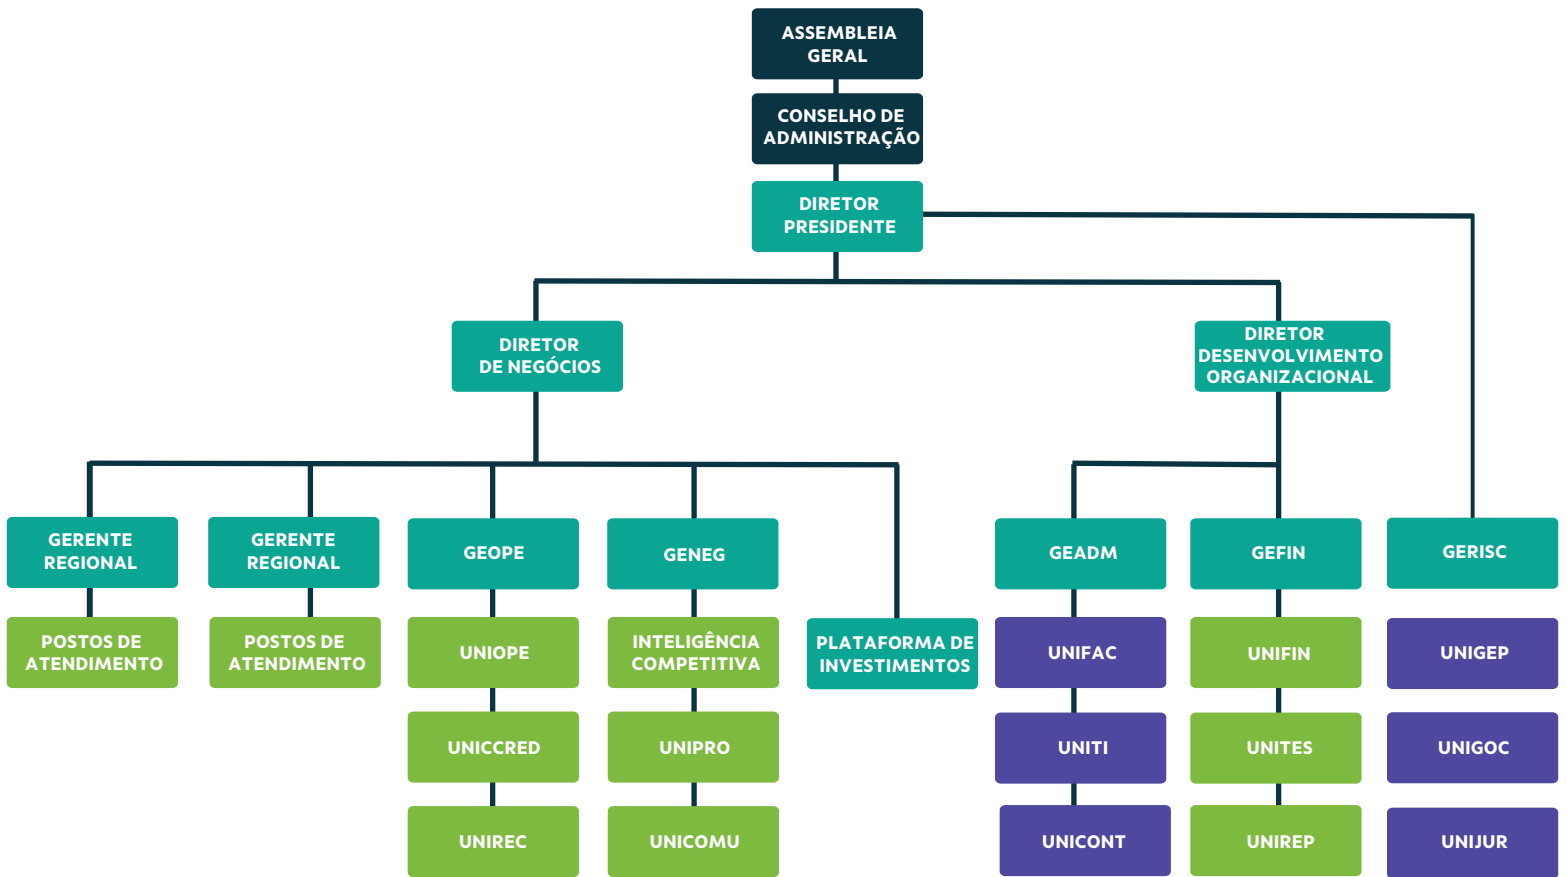 ASSEMBLEIA
GERAL
CONSELHO DE
ADMINISTRAÇÃO
DIRETOR
PRESIDENTE
DIRETOR
DE NEGÓCIOS
DIRETOR
DESENVOLVIMENTO
ORGANIZACIONAL
GERENTE
REGIONAL
GERENTE
REGIONAL
GEOPE
GENEG
GEADM
GEFIN
GERISC
POSTOS DE
ATENDIMENTO
POSTOS DE
ATENDIMENTO
UNIOPE
INTELIGÊNCIA
COMPETITIVA
PLATAFORMA DE
INVESTIMENTOS
UNIFAC
UNIFIN
UNIGEP
UNICCRED
UNIPRO
UNITI
UNITES
UNIGOC
UNIREC
UNICOMU
UNICONT
UNIREP
UNIJUR